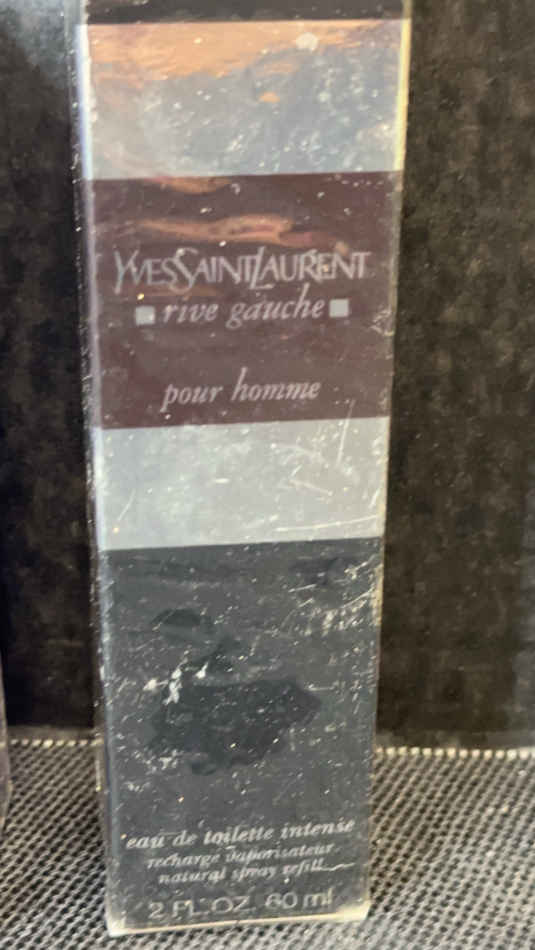 YVESSAINTLAURENT
rive gauche
pour homme
eau de toilette intense
recharge vaporisateur
natural spray refill
2 FL.OZ. 60 ml